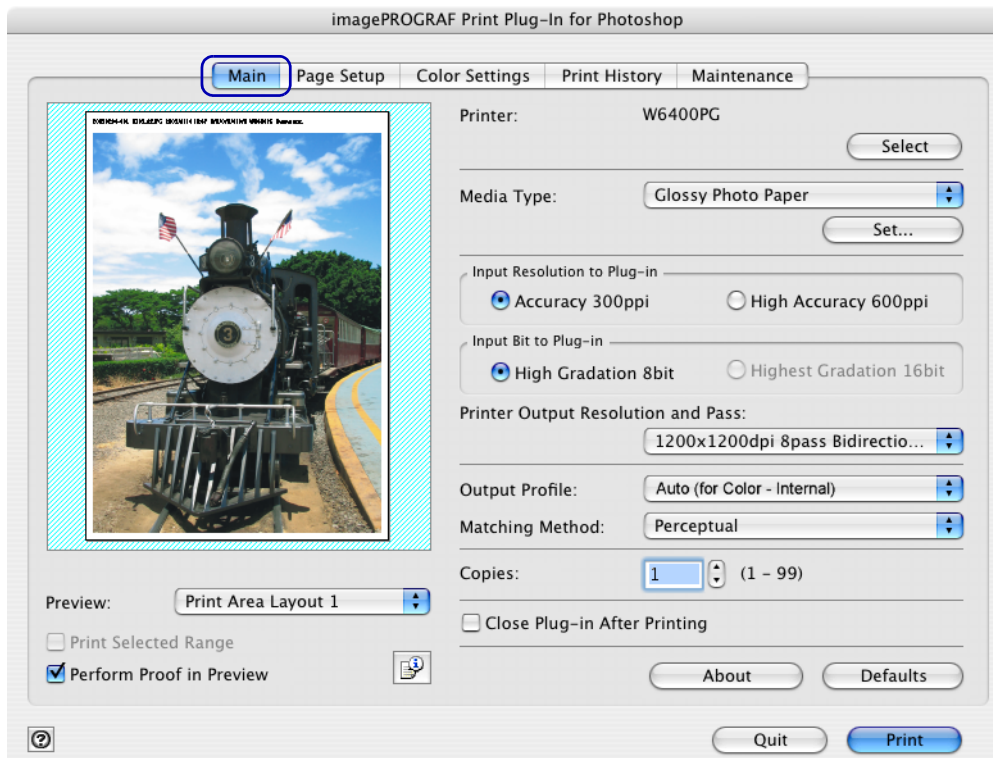 imagePROGRAF Print Plug-In for Photoshop
Main Page Setup Color Settings Print History Maintenance
Printer: W6400PG
Select
Media Type: Glossy Photo Paper
Set...
Input Resolution to Plug-in
Accuracy 300ppi High Accuracy 600ppi
Input Bit to Plug-in
High Gradation 8bit Highest Gradation 16bit
Printer Output Resolution and Pass:
1200x1200dpi 8pass Bidirectio...
Output Profile: Auto (for Color - Internal)
Matching Method: Perceptual
Copies: 1 (1 - 99)
Close Plug-in After Printing
About Defaults
3
Preview: Print Area Layout 1
Print Selected Range
Perform Proof in Preview
?
Quit Print